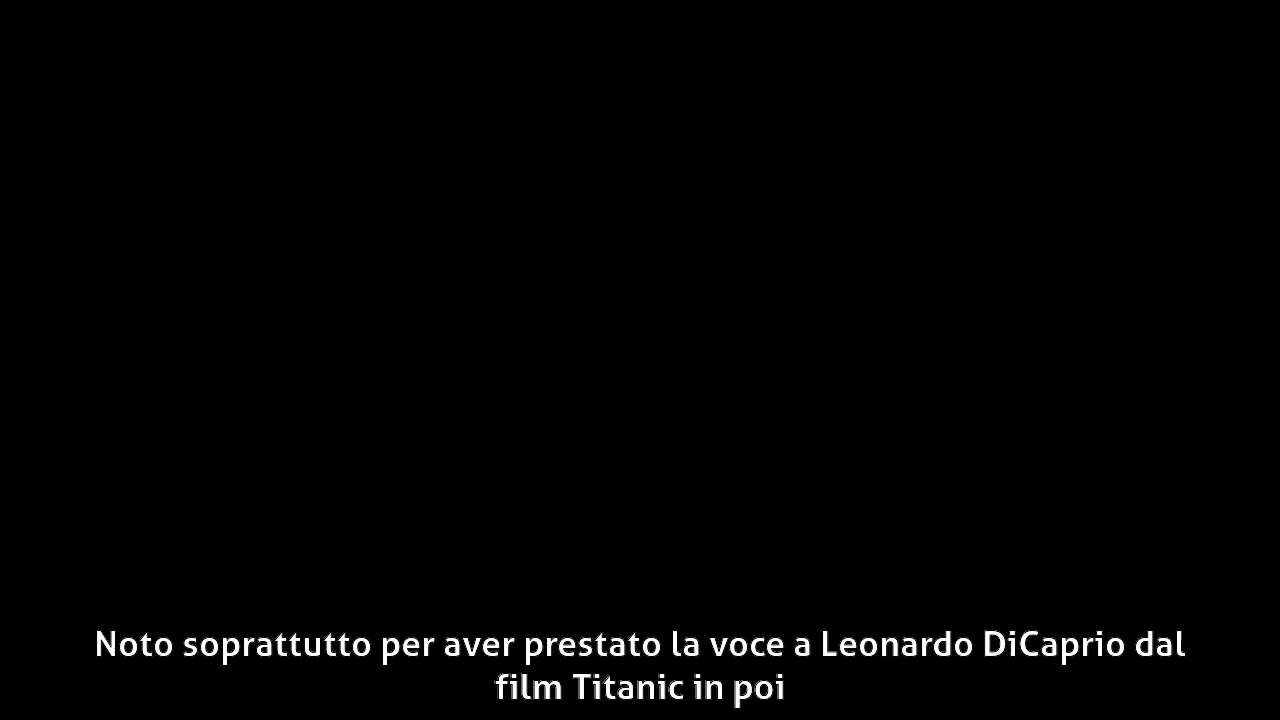 Noto soprattutto per aver prestato la voce a Leonardo DiCaprio dal
film Titanic in poi